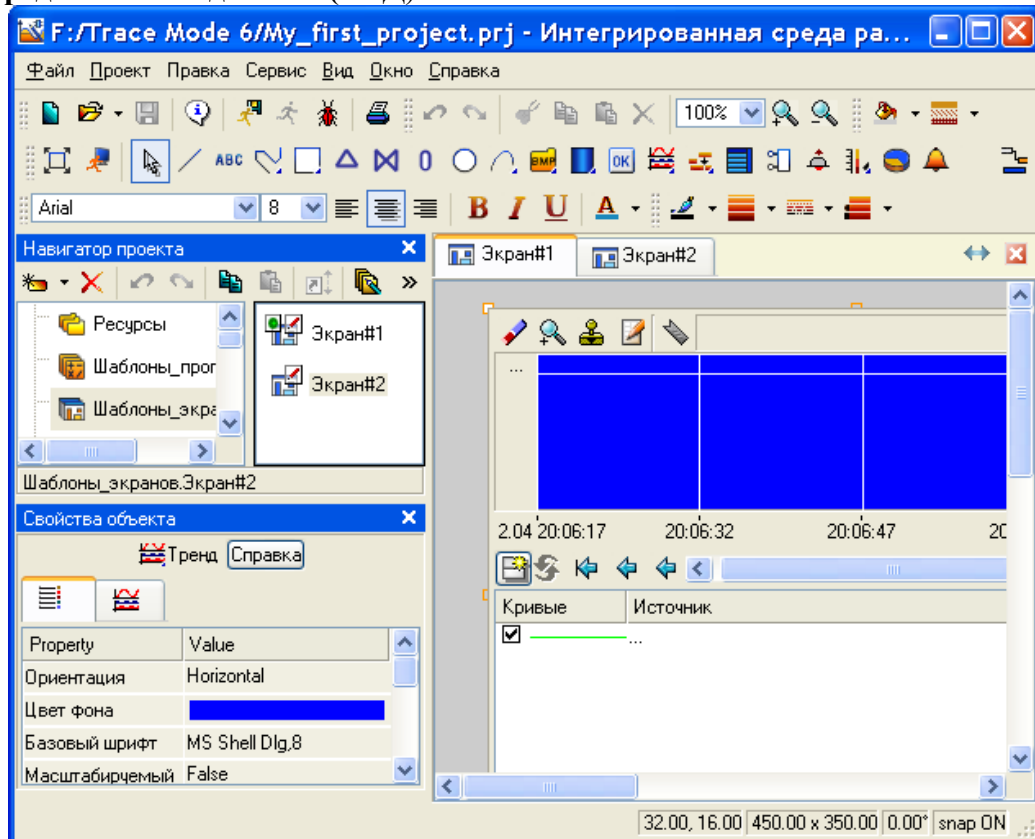 F:/Trace Mode 6/My_first_project.prj - Интегрированная среда ра...
Файл Проект Правка Сервис Вид Окно Справка
100%
ABC
BMP
OK
Arial
8
B I U A
Навигатор проекта
Ресурсы
Шаблоны_прог
Шаблоны_экра
Экран#1
Экран#2
Шаблоны_экранов.Экран#2
Свойства объекта
Тренд Справка
Property Value
Ориентация Horizontal
Цвет фона
Базовый шрифт MS Shell Dlg,8
Масштабируемый False
Экран#1 Экран#2
...
2.04 20:06:17 20:06:32 20:06:47 20
Кривые Источник
...
32.00, 16.00 450.00 x 350.00 0.00° snap ON